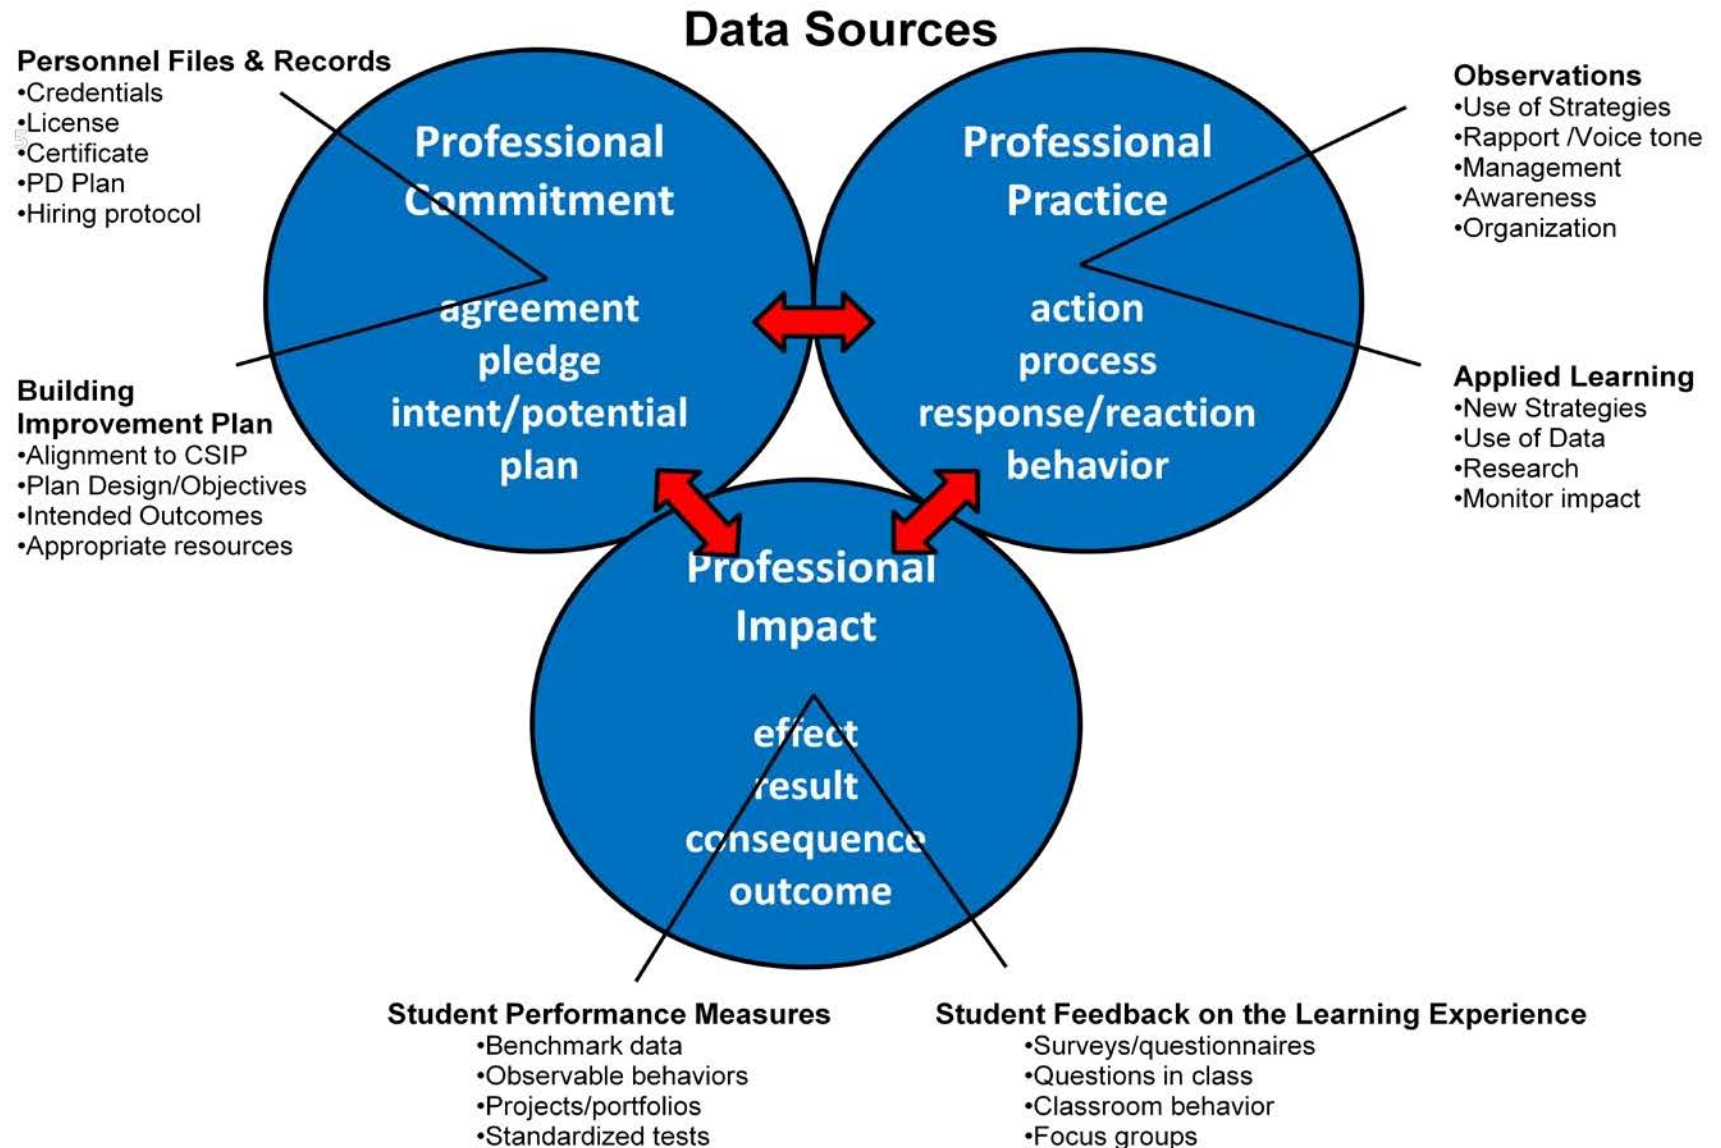 Data Sources
Personnel Files & Records
•Credentials
•License
•Certificate
•PD Plan
•Hiring protocol
Building
Improvement Plan
•Alignment to CSIP
•Plan Design/Objectives
•Intended Outcomes
•Appropriate resources
Professional
Commitment
agreement
pledge
intent/potential
plan
Professional
Practice
action
process
response/reaction
behavior
Observations
•Use of Strategies
•Rapport /Voice tone
•Management
•Awareness
•Organization
Applied Learning
•New Strategies
•Use of Data
•Research
•Monitor impact
Professional
Impact
effect
result
consequence
outcome
Student Performance Measures
•Benchmark data
•Observable behaviors
•Projects/portfolios
•Standardized tests
Student Feedback on the Learning Experience
•Surveys/questionnaires
•Questions in class
•Classroom behavior
•Focus groups